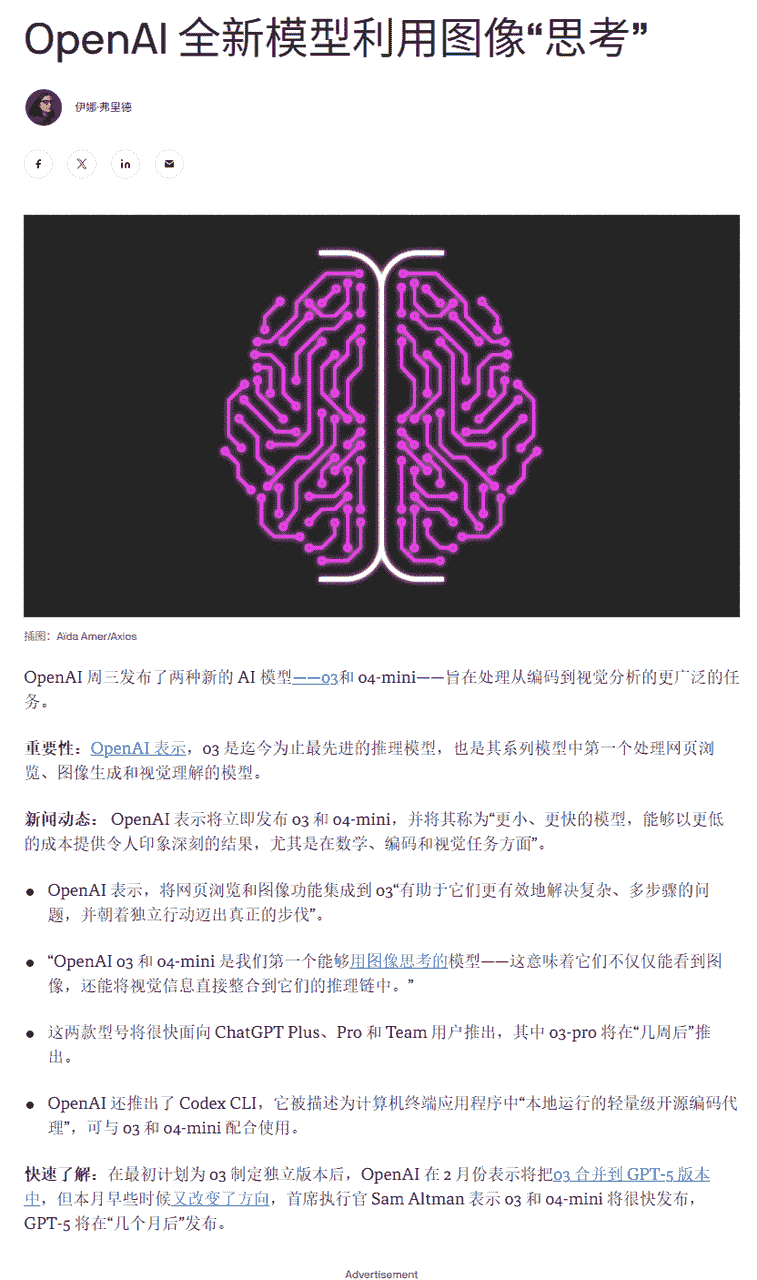 OpenAI 全新模型利用图像“思考”
伊娜·弗里德
插图：Aïda Amer/Axios
OpenAI 周三发布了两种新的 AI 模型——o3和 o4-mini——旨在处理从编码到视觉分析的更广泛的任
务。
重要性：OpenAI 表示，o3 是迄今为止最先进的推理模型，也是其系列模型中第一个处理网页浏
览、图像生成和视觉理解的模型。
新闻动态： OpenAI 表示将立即发布 o3 和 o4-mini，并将其称为“更小、更快的模型，能够以更低
的成本提供令人印象深刻的结果，尤其是在数学、编码和视觉任务方面”。
● OpenAI 表示，将网页浏览和图像功能集成到 o3“有助于它们更有效地解决复杂、多步骤的问
题，并朝着独立行动迈出真正的步伐”。
● “OpenAI o3 和 o4-mini 是我们第一个能够用图像思考的模型——这意味着它们不仅仅能看到图
像，还能将视觉信息直接整合到它们的推理链中。”
● 这两款型号将很快面向 ChatGPT Plus、Pro 和 Team 用户推出，其中 o3-pro 将在“几周后”推
出。
● OpenAI 还推出了 Codex CLI，它被描述为计算机终端应用程序中“本地运行的轻量级开源编码代
理”，可与 o3 和 o4-mini 配合使用。
快速了解：在最初计划为 o3 制定独立版本后，OpenAI 在 2 月份表示将把o3 合并到 GPT-5 版本
中，但本月早些时候又改变了方向，首席执行官 Sam Altman 表示 o3 和 o4-mini 将很快发布，
GPT-5 将在“几个月后”发布。
Advertisement